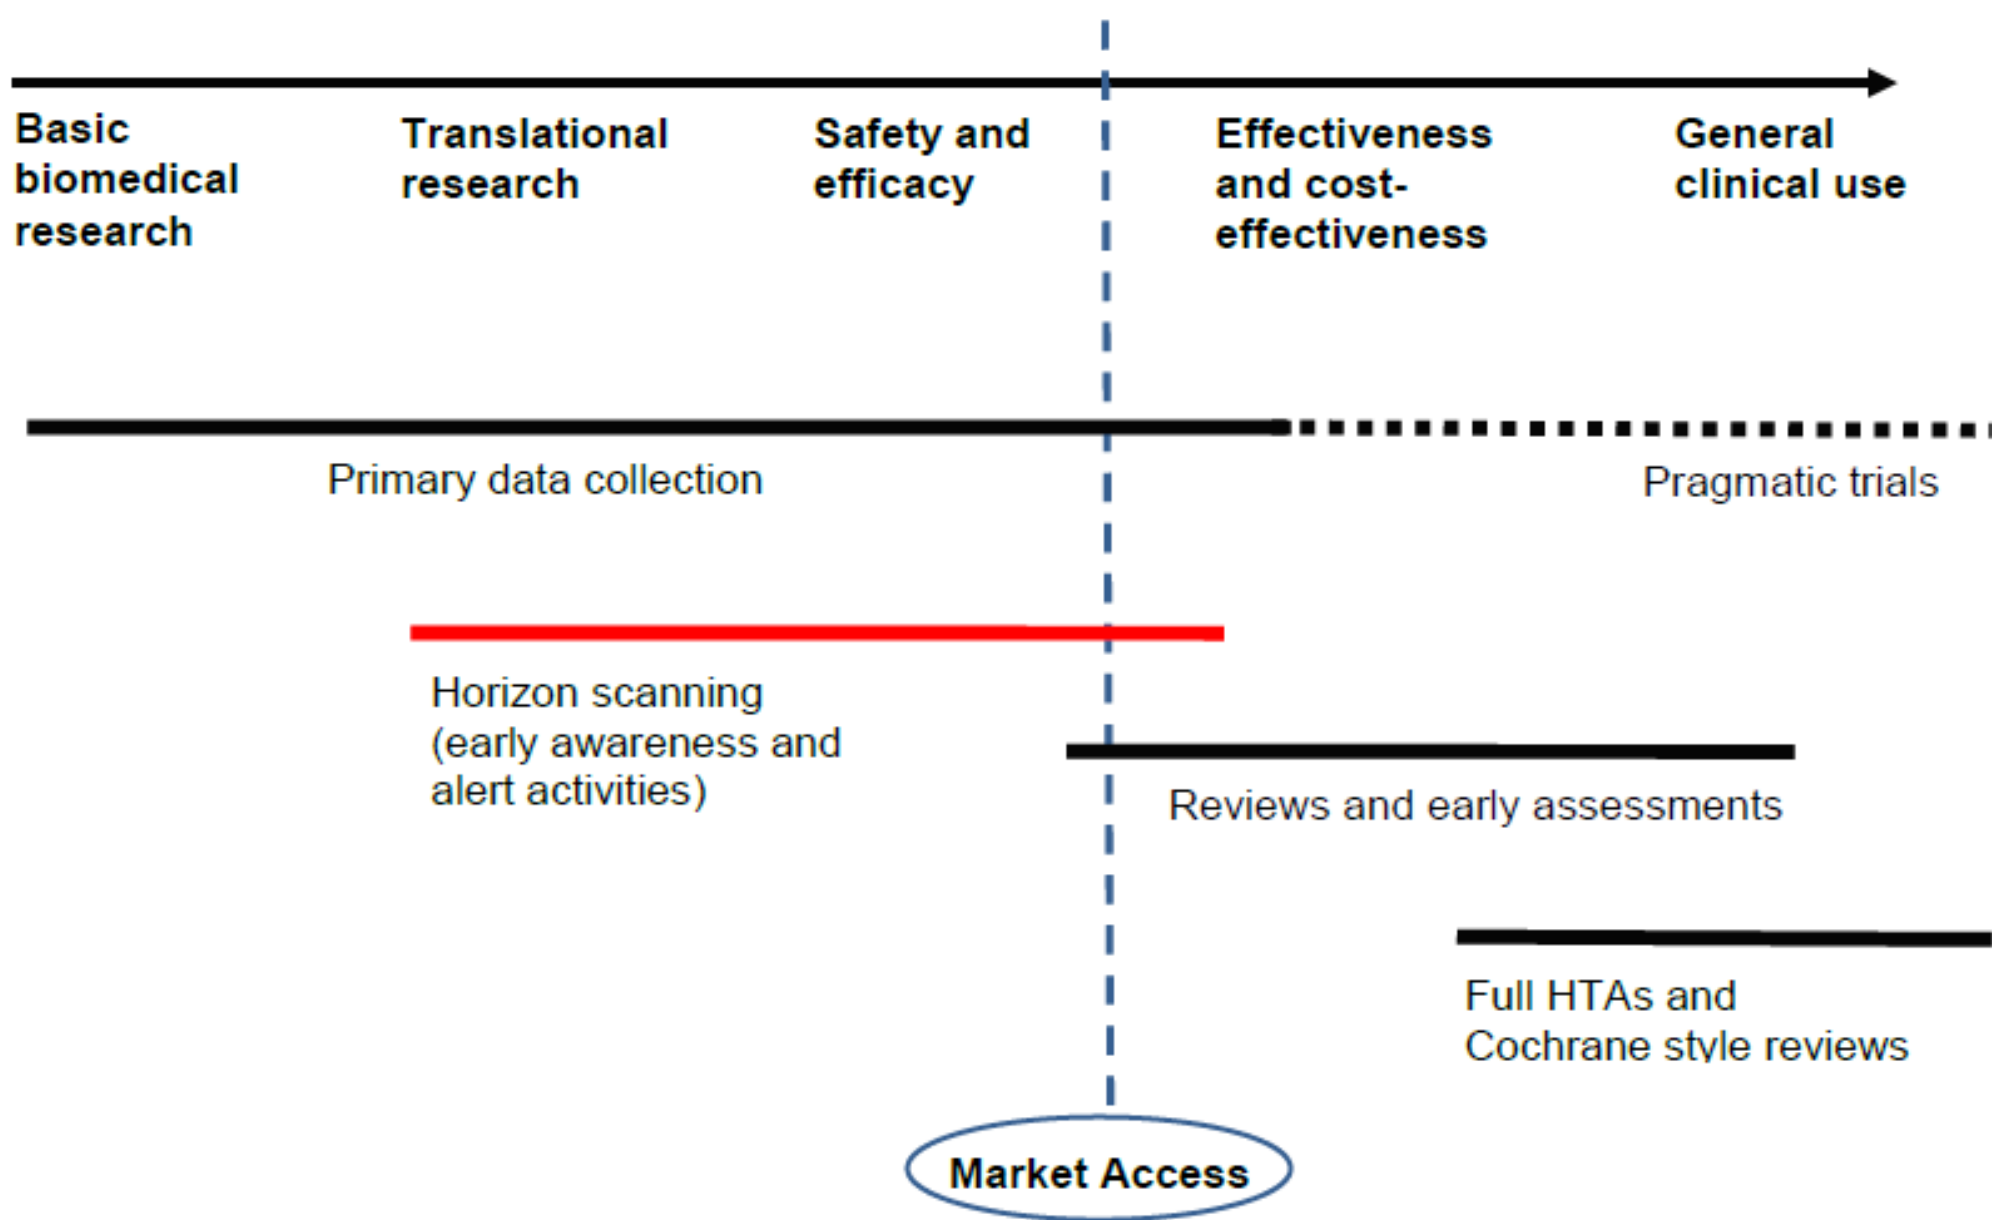 Basic
biomedical
research
Translational
research
Safety and
efficacy
Effectiveness
and cost-
effectiveness
General
clinical use
Primary data collection
Pragmatic trials
Horizon scanning
(early awareness and
alert activities)
Reviews and early assessments
Full HTAs and
Cochrane style reviews
Market Access